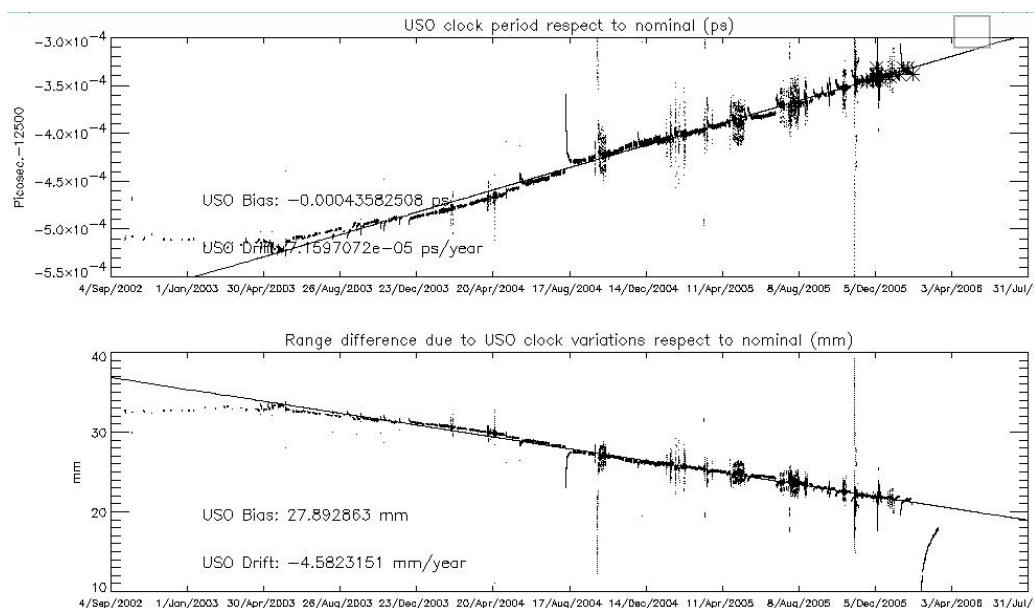 USO clock period respect to nominal (ps)
-3.0×10⁻⁴
-3.5×10⁻⁴
-4.0×10⁻⁴
-4.5×10⁻⁴
-5.0×10⁻⁴
-5.5×10⁻⁴
Picosec.-12500
USO Bias: -0.00043582508 ps
USO Drift: 7.1597072e-05 ps/year
4/Sep/2002 1/Jan/2003 30/Apr/2003 26/Aug/2003 23/Dec/2003 20/Apr/2004 17/Aug/2004 14/Dec/2004 11/Apr/2005 8/Aug/2005 5/Dec/2005 3/Apr/2006 31/Jul/
Range difference due to USO clock variations respect to nominal (mm)
40
30
20
10
mm
USO Bias: 27.892863 mm
USO Drift: -4.5823151 mm/year
4/Sep/2002 1/Jan/2003 30/Apr/2003 26/Aug/2003 23/Dec/2003 20/Apr/2004 17/Aug/2004 14/Dec/2004 11/Apr/2005 8/Aug/2005 5/Dec/2005 3/Apr/2006 31/Jul/